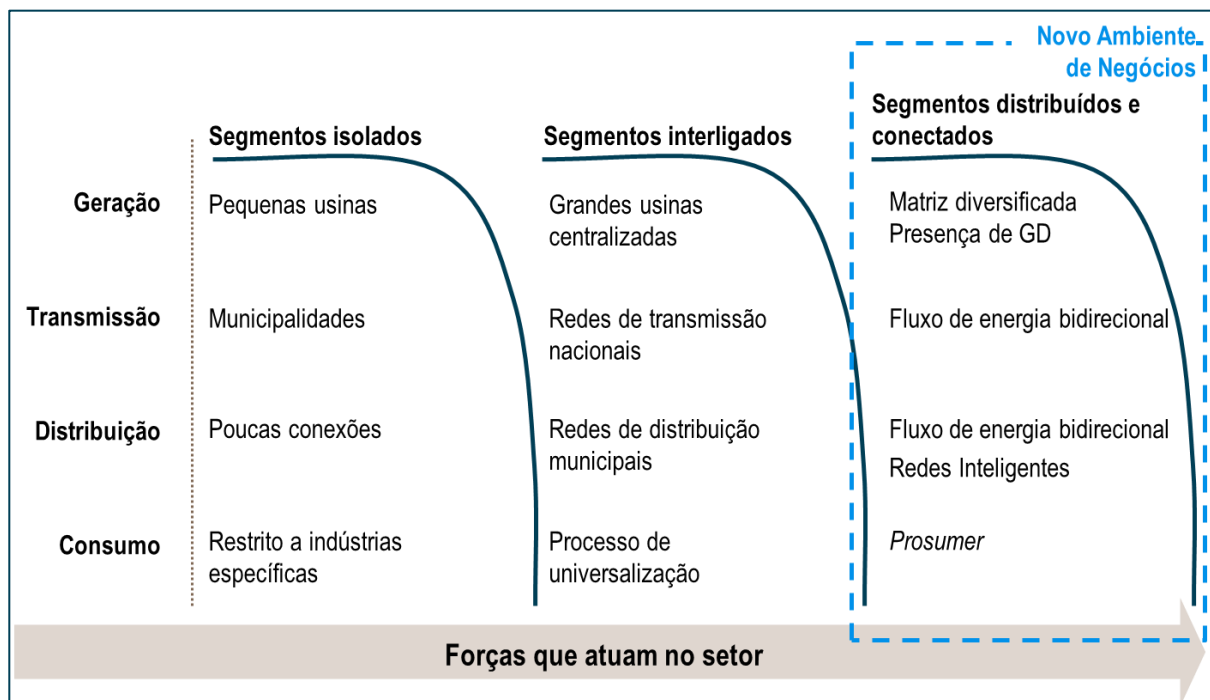 Novo Ambiente
de Negócios
Segmentos isolados
Segmentos interligados
Segmentos distribuídos e
conectados
Geração
Pequenas usinas
Grandes usinas
centralizadas
Matriz diversificada
Presença de GD
Transmissão
Municipalidades
Redes de transmissão
nacionais
Fluxo de energia bidirecional
Distribuição
Poucas conexões
Redes de distribuição
municipais
Fluxo de energia bidirecional
Redes Inteligentes
Consumo
Restrito a indústrias
específicas
Processo de
universalização
Prosumer
Forças que atuam no setor